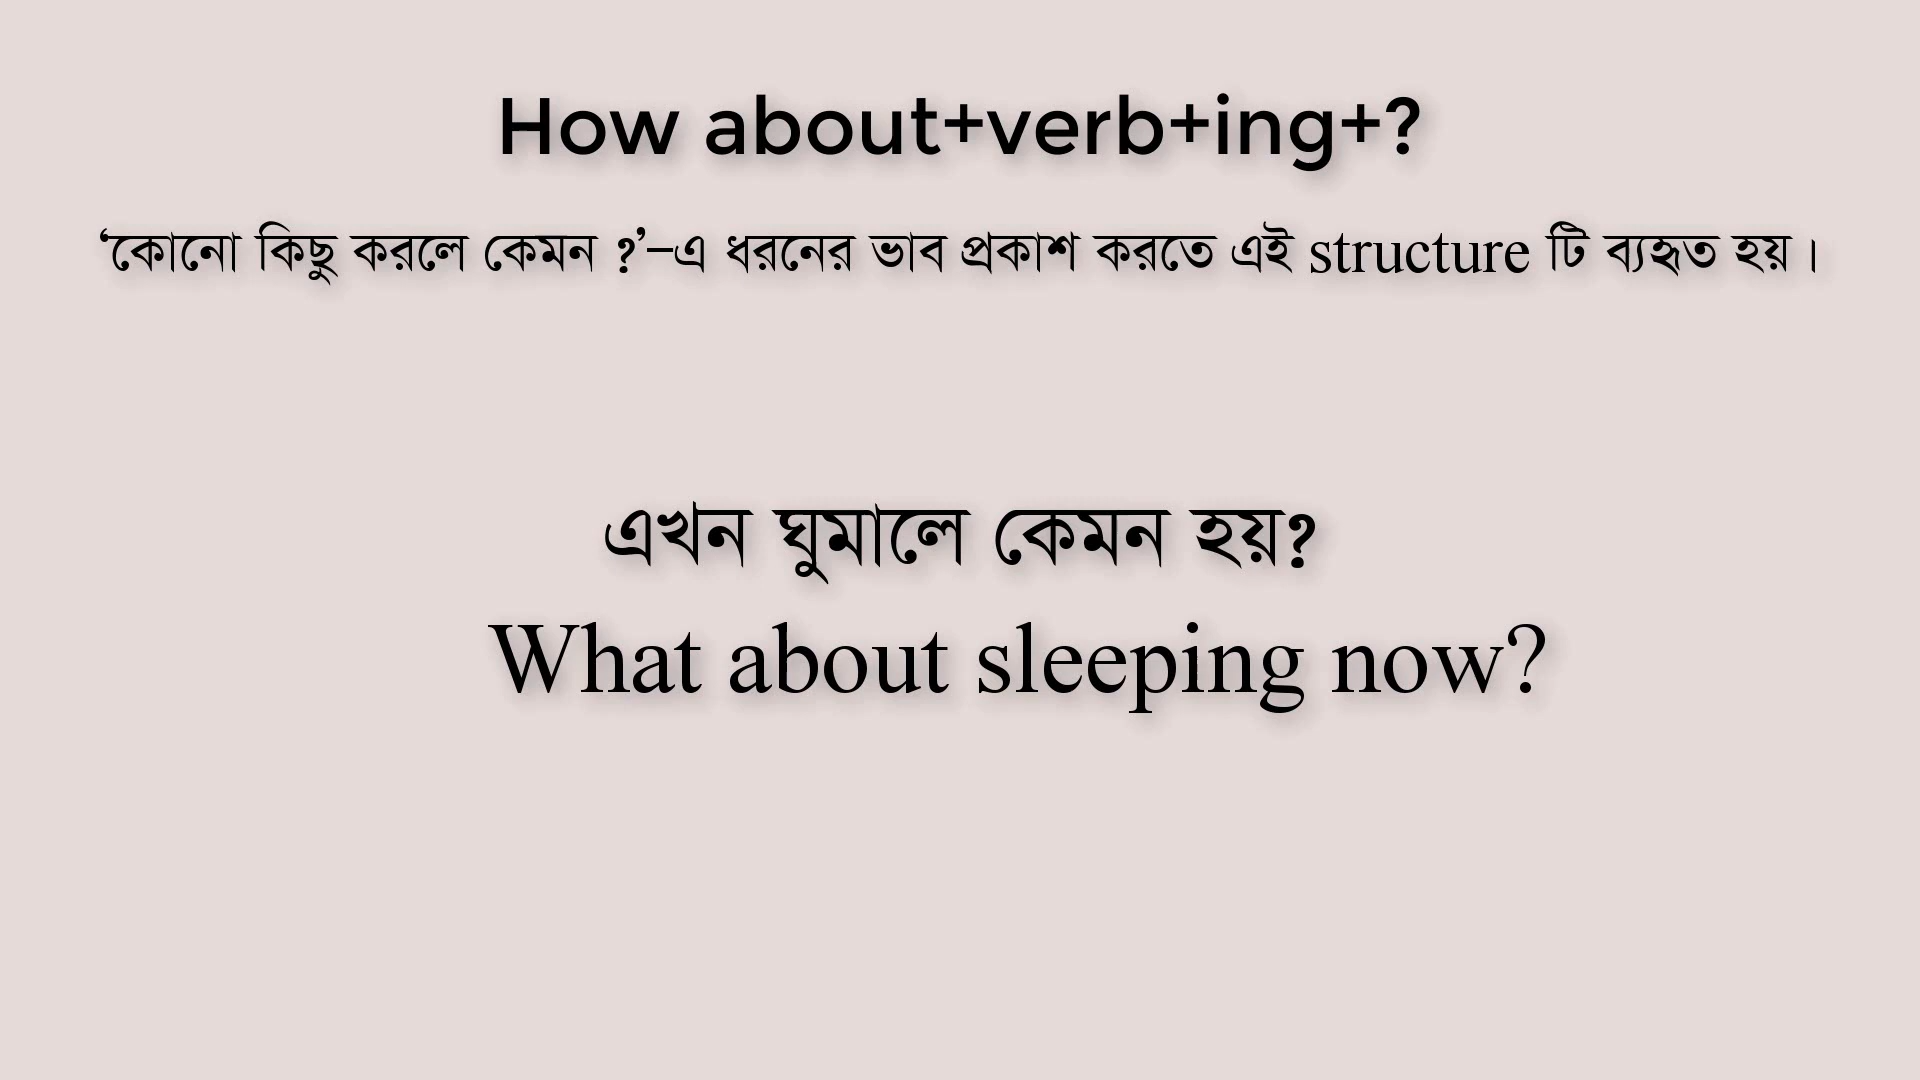 How about+verb+ing+?
‘কোনো কিছু করলে কেমন ?’–এ ধরনের ভাব প্রকাশ করতে এই structure টি ব্যহৃত হয় ।
এখন ঘুমালে কেমন হয়?
What about sleeping now?